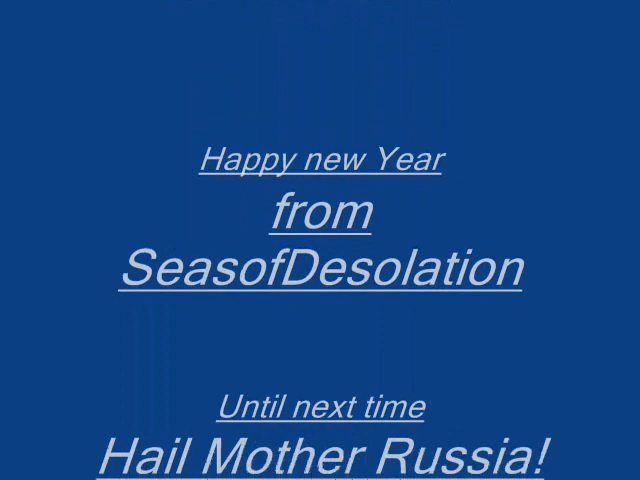 Happy new Year
from
SeasofDesolation
Until next time
Hail Mother Russia!